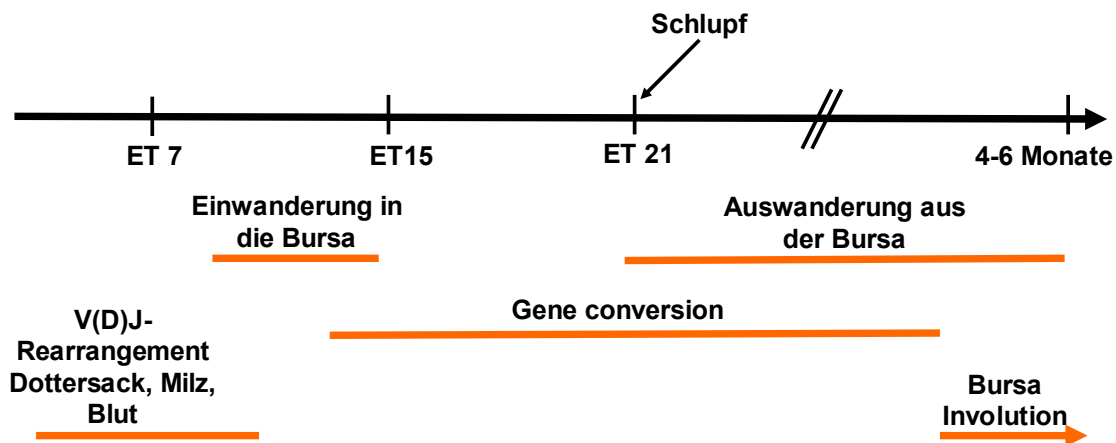 Schlupf
ET 7
ET15
ET 21
4-6 Monate
Einwanderung in
die Bursa
Auswanderung aus
der Bursa
Gene conversion
V(D)J-
Rearrangement
Dottersack, Milz,
Blut
Bursa
Involution